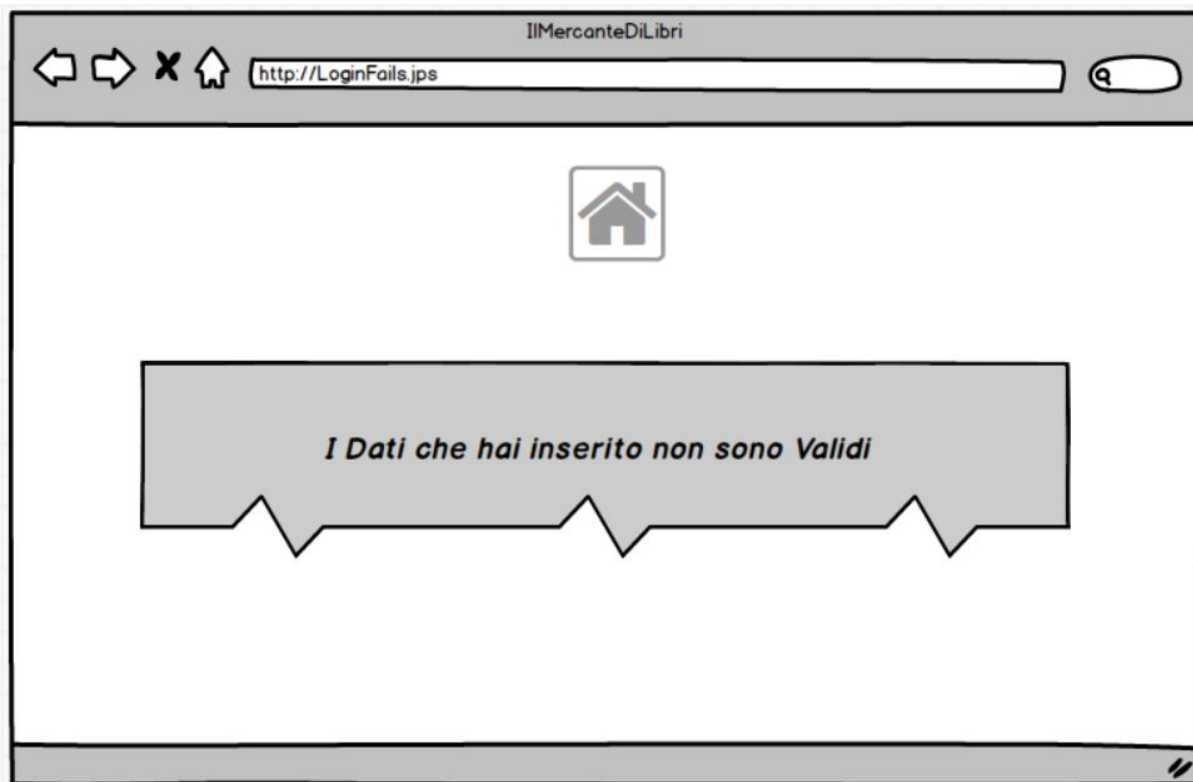 IlMercanteDiLibri
http://LoginFails.jps
I Dati che hai inserito non sono Validi